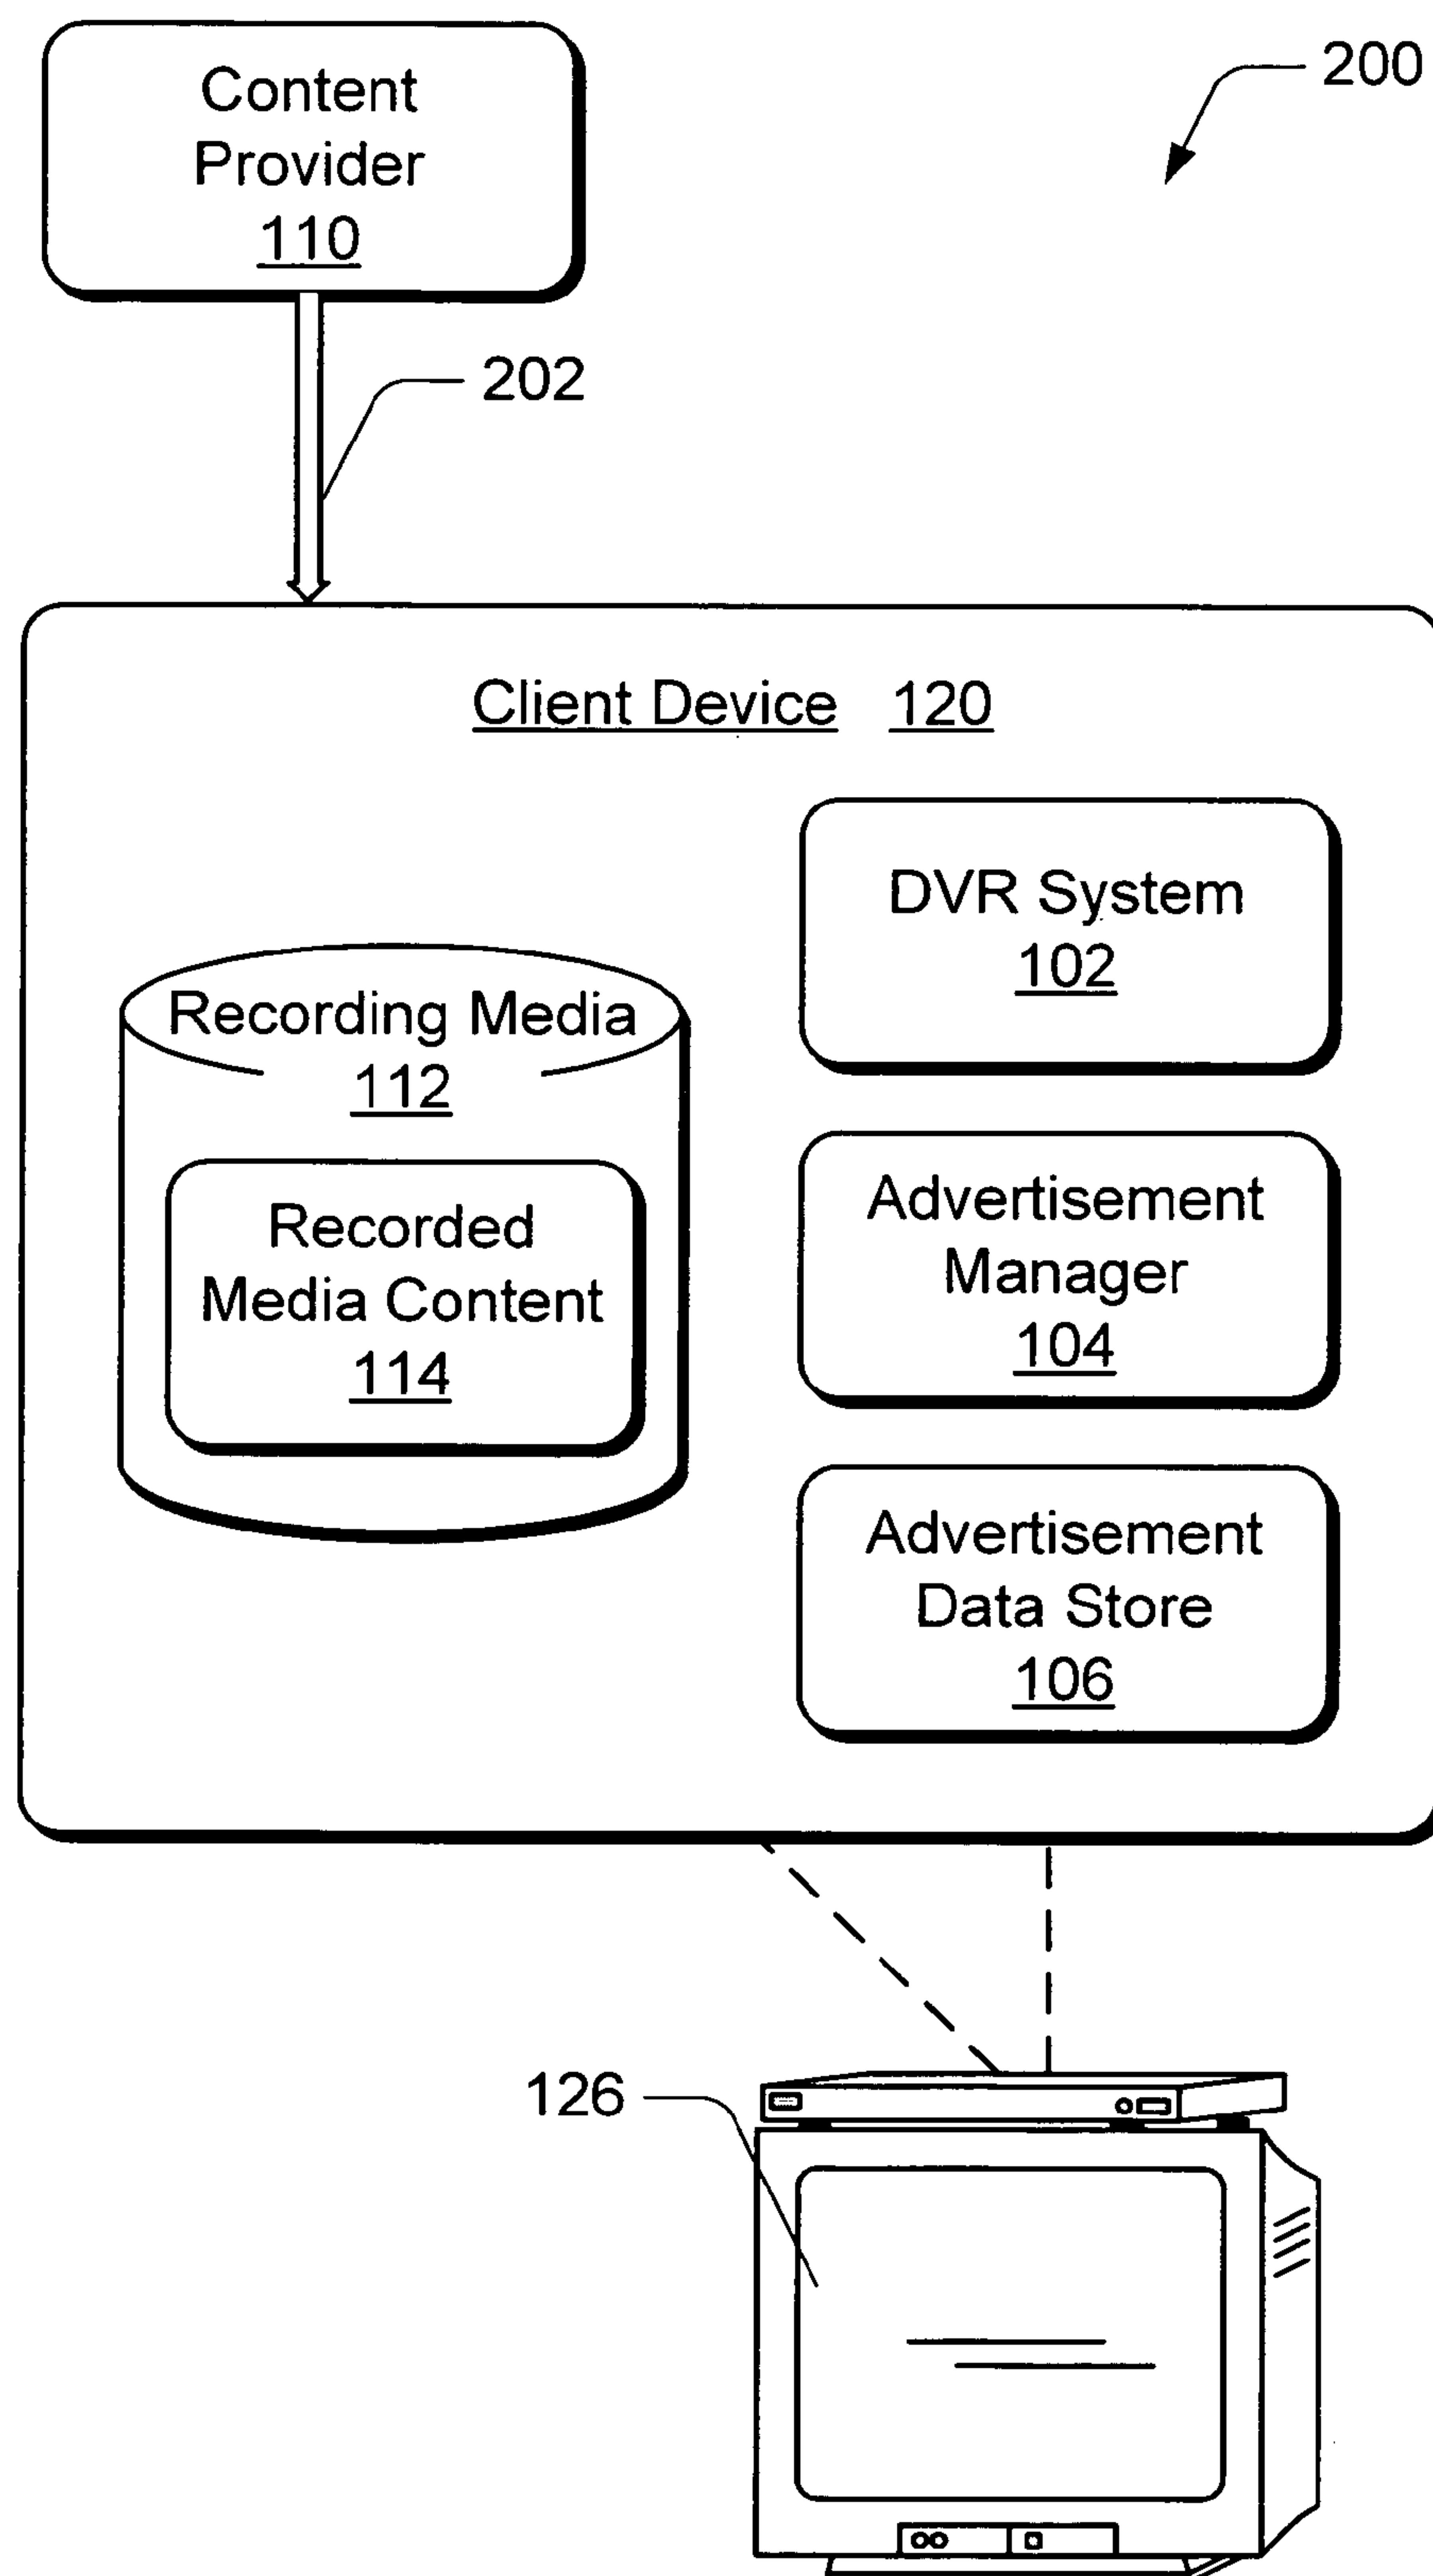 Content
Provider
110
200
202
Client Device 120
DVR System
102
Recording Media
112
Recorded
Media Content
114
Advertisement
Manager
104
Advertisement
Data Store
106
126